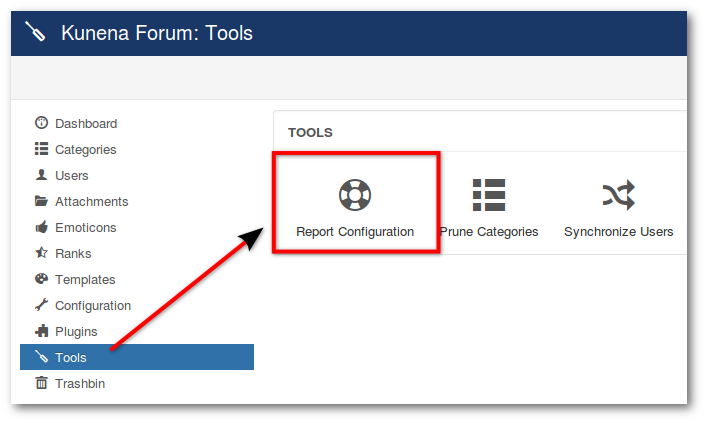 Kunena Forum: Tools
Dashboard
Categories
Users
Attachments
Emoticons
Ranks
Templates
Configuration
Plugins
Tools
Trashbin
TOOLS
Report Configuration
Prune Categories
Synchronize Users